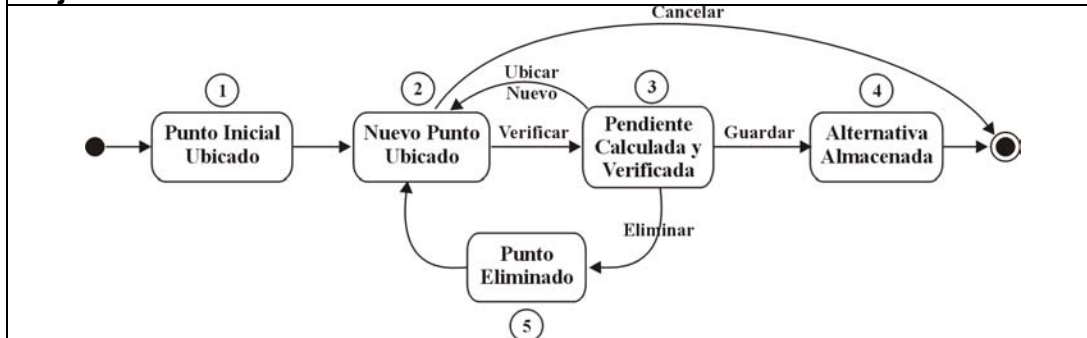 Cancelar
Ubicar
Nuevo
1
2
3
4
Punto Inicial
Ubicado
Nuevo Punto
Ubicado
Verificar
Pendiente
Calculada y
Verificada
Guardar
Alternativa
Almacenada
Eliminar
Punto
Eliminado
5